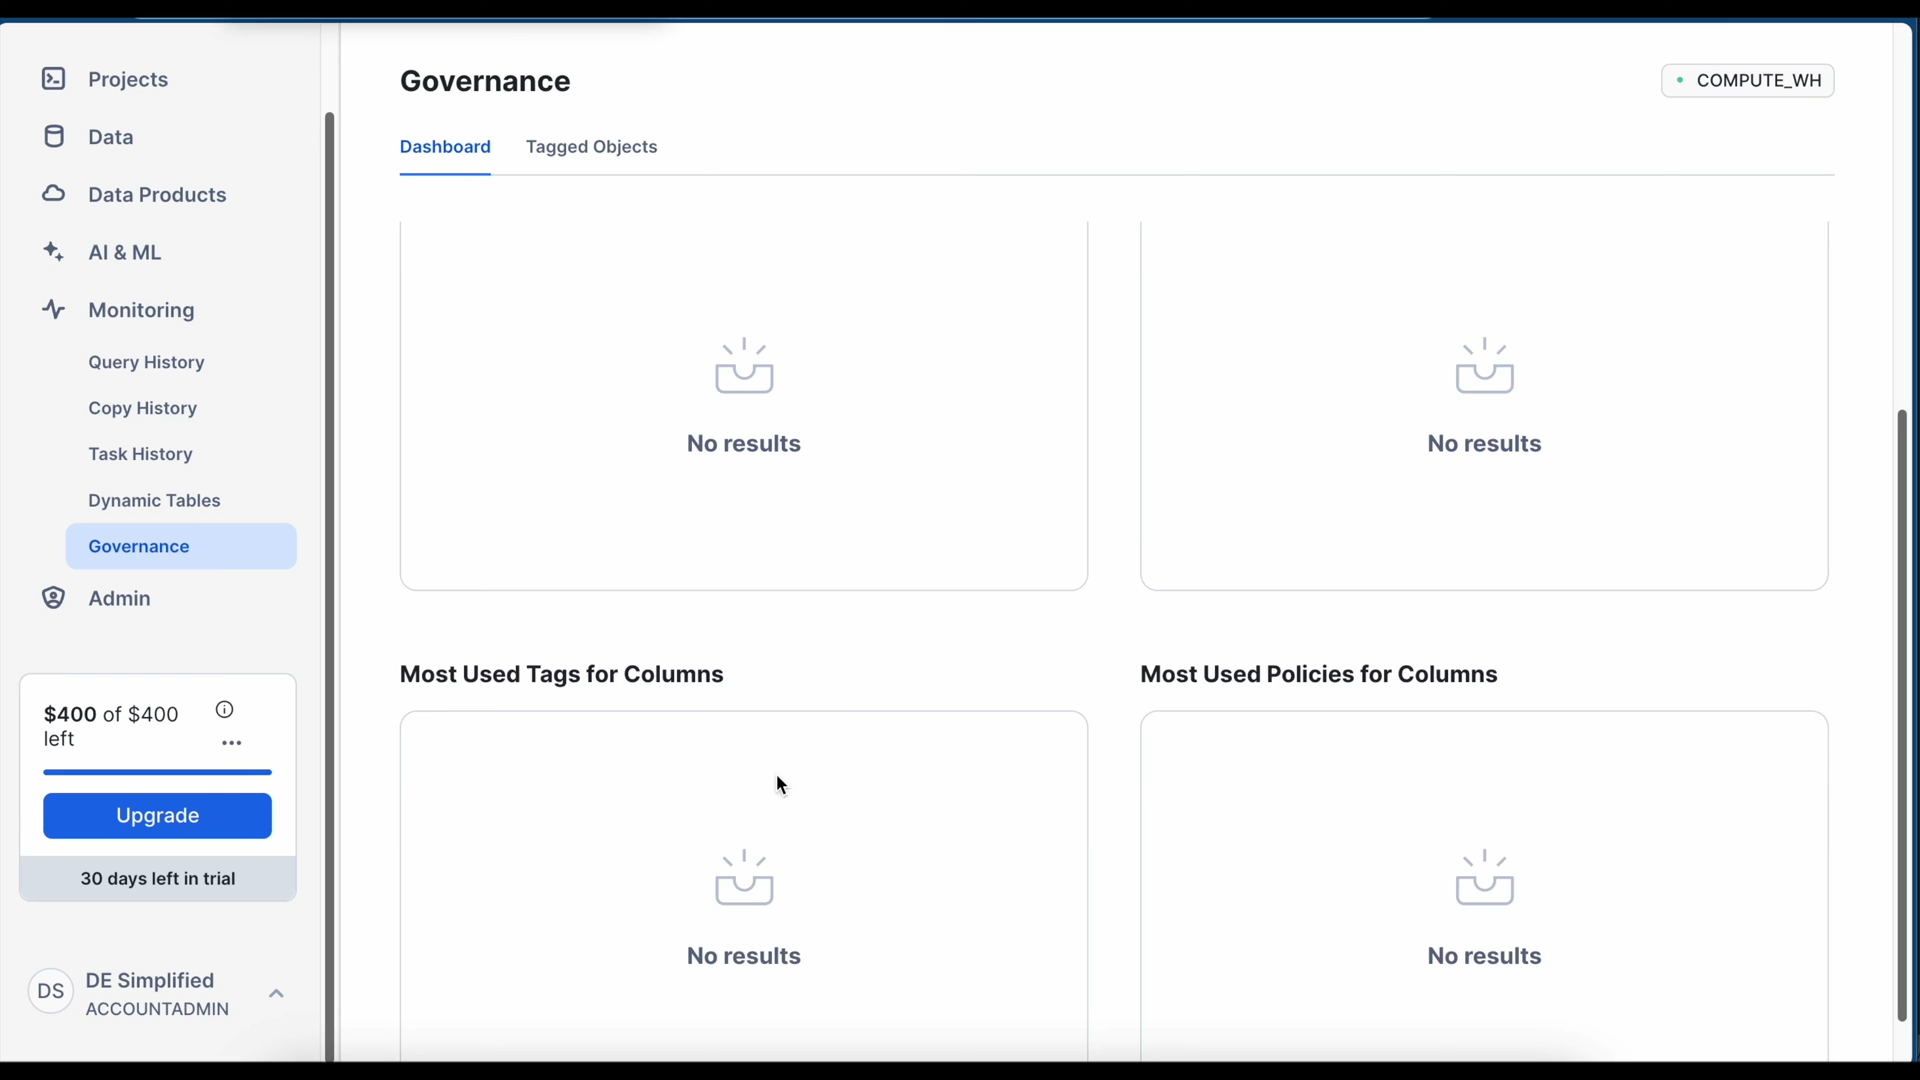 Projects
Data
Data Products
AI & ML
Monitoring
Query History
Copy History
Task History
Dynamic Tables
Governance
Admin
$400 of $400
left
Upgrade
30 days left in trial
DS
DE Simplified
ACCOUNTADMIN
Governance
COMPUTE_WH
Dashboard
Tagged Objects
No results
No results
Most Used Tags for Columns
Most Used Policies for Columns
No results
No results